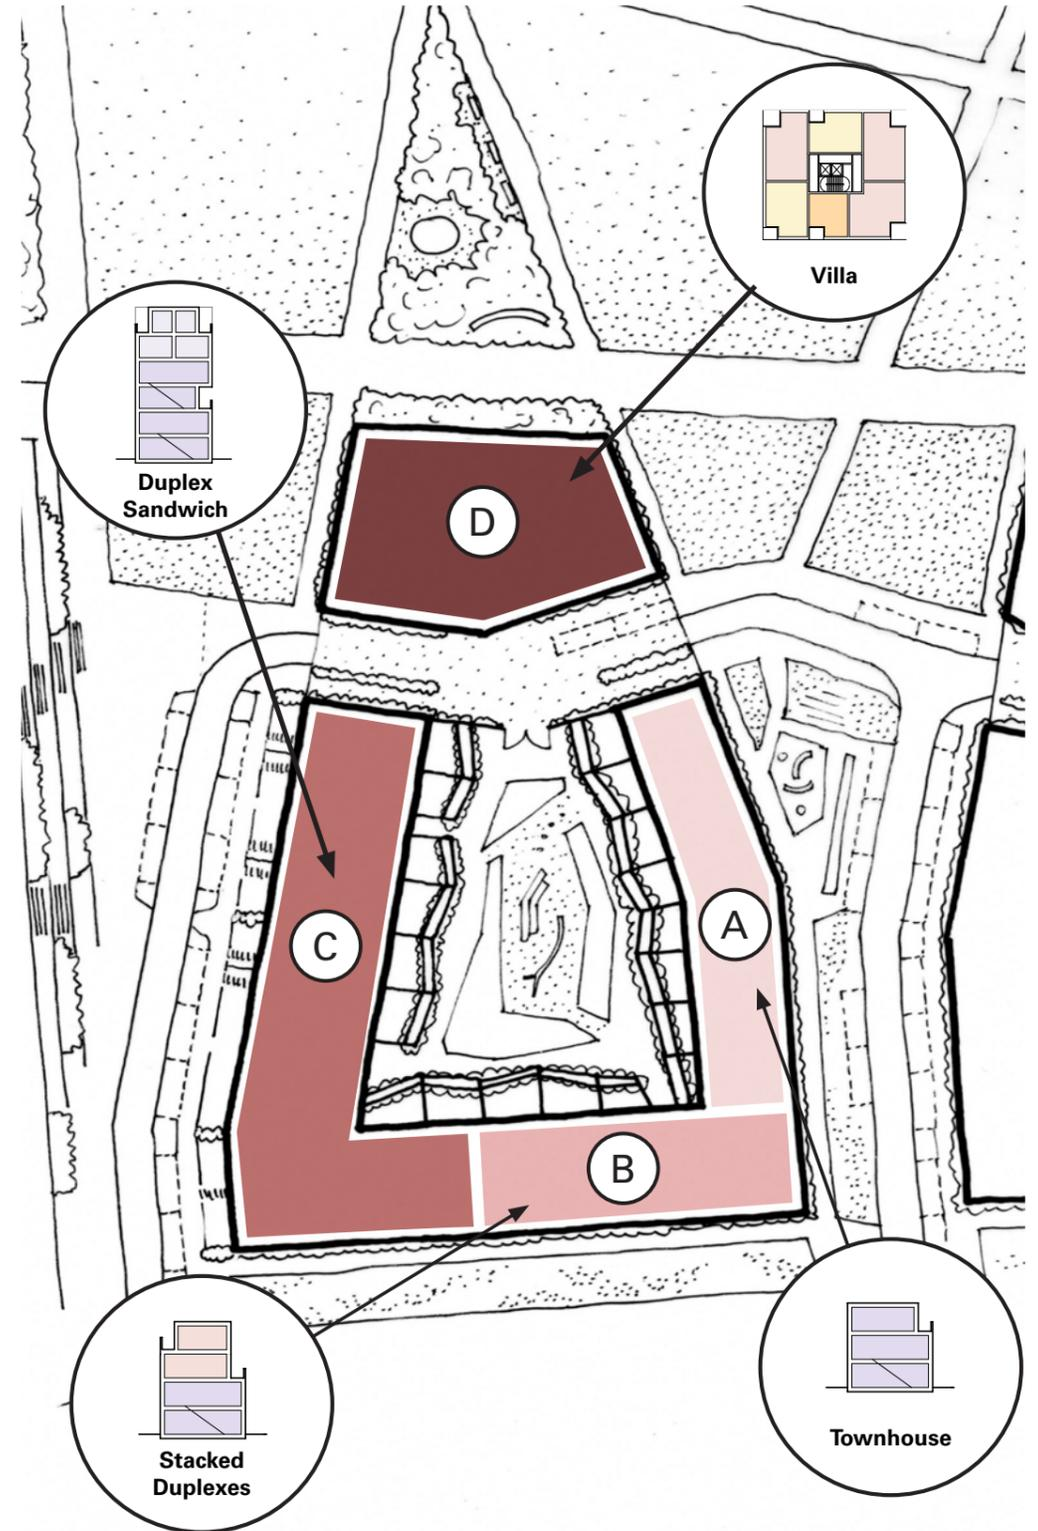 Villa
Duplex
Sandwich
D
C
A
B
Stacked
Duplexes
Townhouse